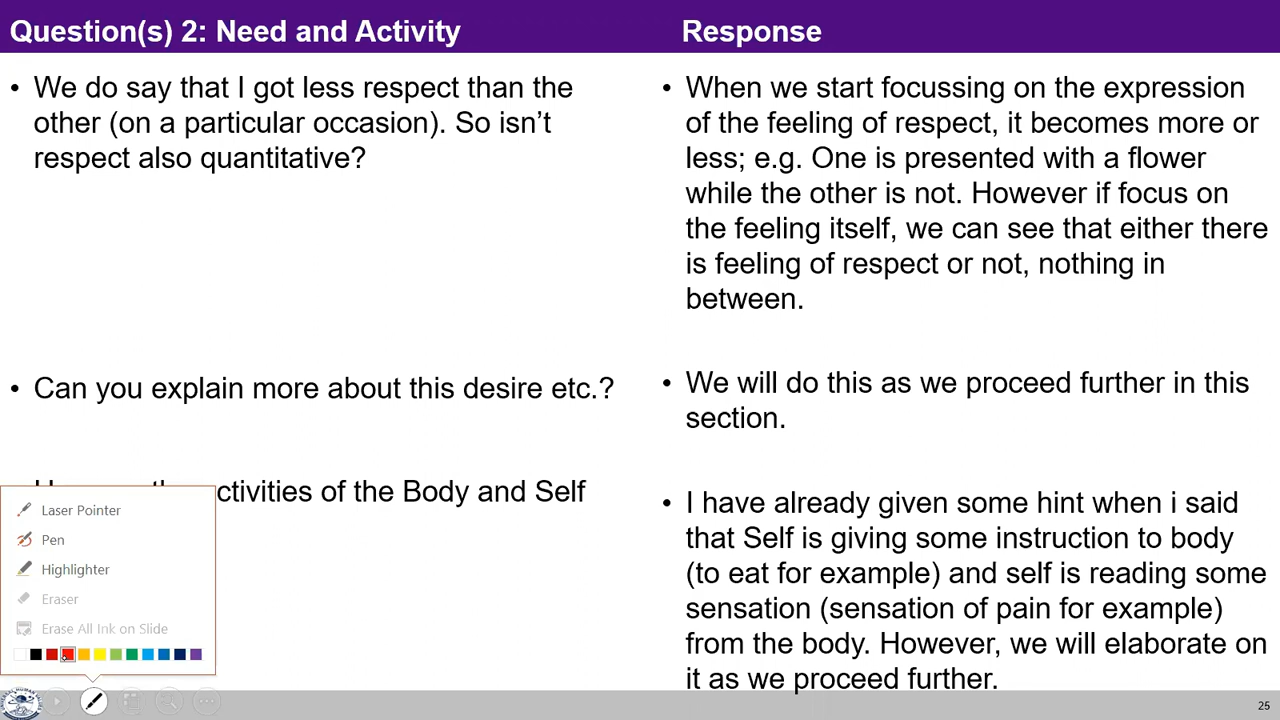 Question(s) 2: Need and Activity
Response
• We do say that I got less respect than the
other (on a particular occasion). So isn’t
respect also quantitative?
• Can you explain more about this desire etc.?
ctivities of the Body and Self
• When we start focussing on the expression
of the feeling of respect, it becomes more or
less; e.g. One is presented with a flower
while the other is not. However if focus on
the feeling itself, we can see that either there
is feeling of respect or not, nothing in
between.
• We will do this as we proceed further in this
section.
• I have already given some hint when i said
that Self is giving some instruction to body
(to eat for example) and self is reading some
sensation (sensation of pain for example)
from the body. However, we will elaborate on
it as we proceed further.
Laser Pointer
Pen
Highlighter
Eraser
Erase All Ink on Slide
25